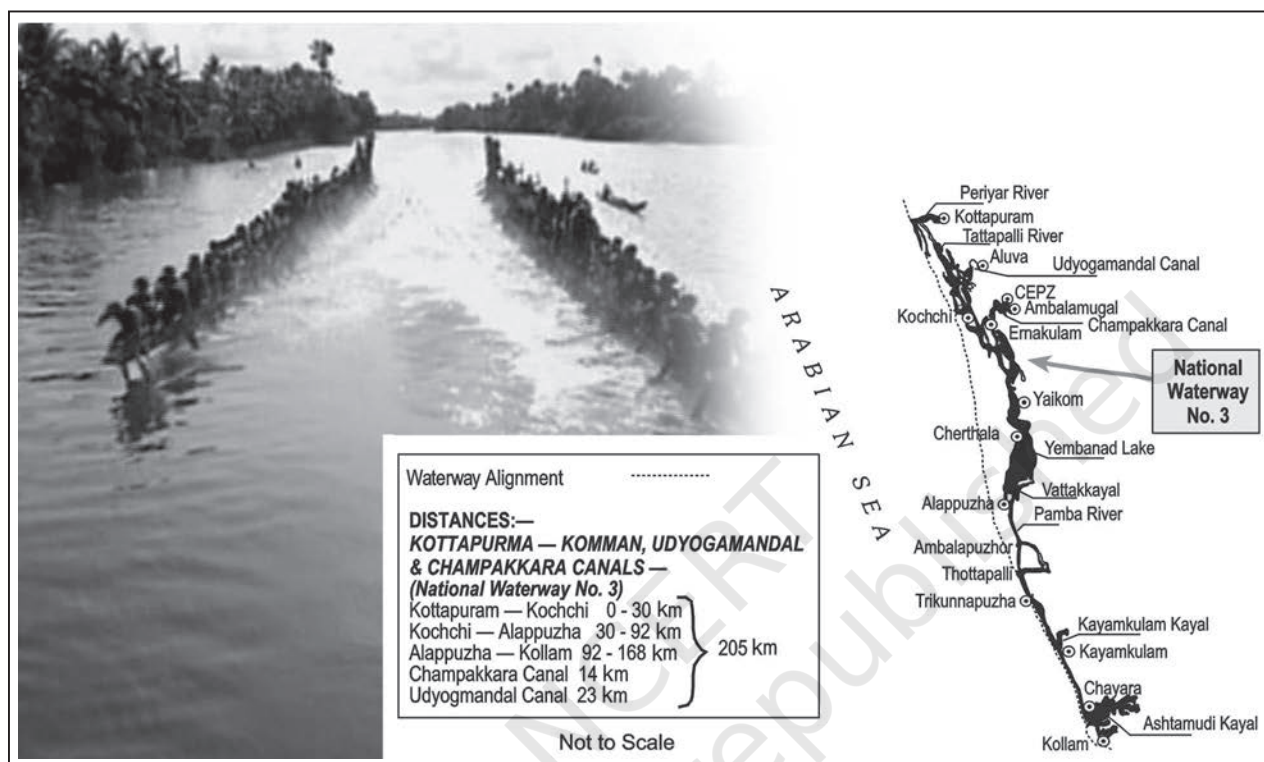 Periyar River
Kottapuram
Tattapalli River
Aluva
Udyogamandal Canal
CEPZ
Ambalamugal
Kochchi
Champakkara Canal
Ernakulam
ARABIAN SEA
National
Waterway
No. 3
Yaikom
Cherthala
Yembanad Lake
Vattakkayal
Alappuzha
Pamba River
Ambalapuzhor
Thottapalli
Trikunnapuzha
Kayamkulam Kayal
Kayamkulam
Chavara
Ashtamudi Kayal
Kollam
Waterway Alignment
DISTANCES:—
KOTTAPURMA — KOMMAN, UDYOGAMANDAL
& CHAMPAKKARA CANALS —
(National Waterway No. 3)
Kottapuram — Kochchi 0 - 30 km
Kochchi — Alappuzha 30 - 92 km
Alappuzha — Kollam 92 - 168 km
Champakkara Canal 14 km
Udyogmandal Canal 23 km
205 km
Not to Scale
NCERT
republished